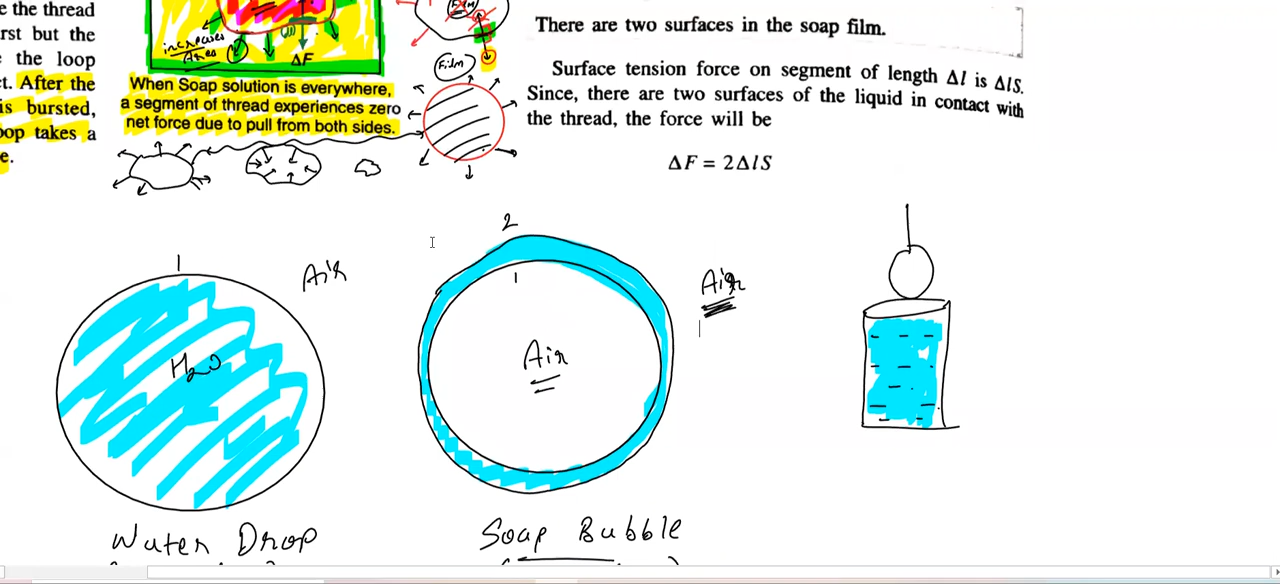 e the thread
rst but the
the loop
t. After the
is bursted,
oop takes a
e.
increases
Area
ΔF
When Soap solution is everywhere,
a segment of thread experiences zero
net force due to pull from both sides.
Film
There are two surfaces in the soap film.
Surface tension force on segment of length Δl is ΔlS.
Since, there are two surfaces of the liquid in contact with
the thread, the force will be
ΔF = 2ΔlS
1
Air
H2O
Water Drop
2
1
Air
Air
Soap Bubble